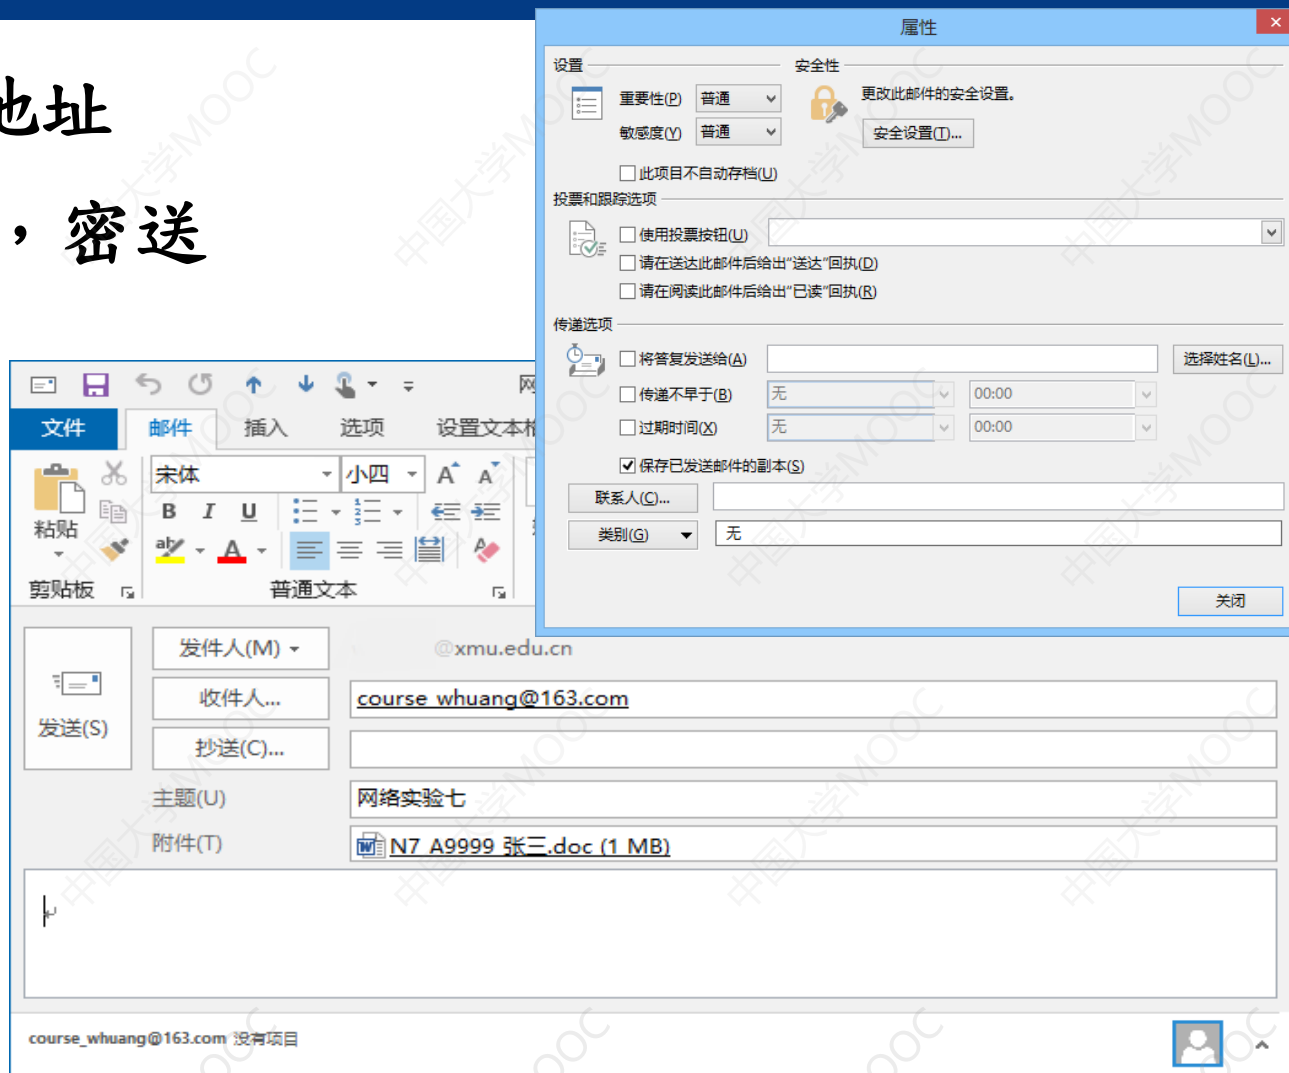 地址
，密送
属性
设置
安全性
重要性(P) 普通
更改此邮件的安全设置。
敏感度(Y) 普通
安全设置(T)...
此项目不自动存档(U)
投票和跟踪选项
使用投票按钮(U)
请在送达此邮件后给出“送达”回执(D)
请在阅读此邮件后给出“已读”回执(R)
传递选项
将答复发送给(A)
选择姓名(L)...
传递不早于(B) 无 00:00
过期时间(X) 无 00:00
保存已发送邮件的副本(S)
联系人(C)...
类别(G) 无
关闭
文件 邮件 插入 选项 设置文本格
宋体 小四
粘贴
剪贴板 普通文本
发件人(M) @xmu.edu.cn
发送(S)
收件人... course_whuang@163.com
抄送(C)...
主题(U) 网络实验七
附件(T) N7_A9999_张三.doc (1 MB)
course_whuang@163.com 没有项目
中国大学MOOC